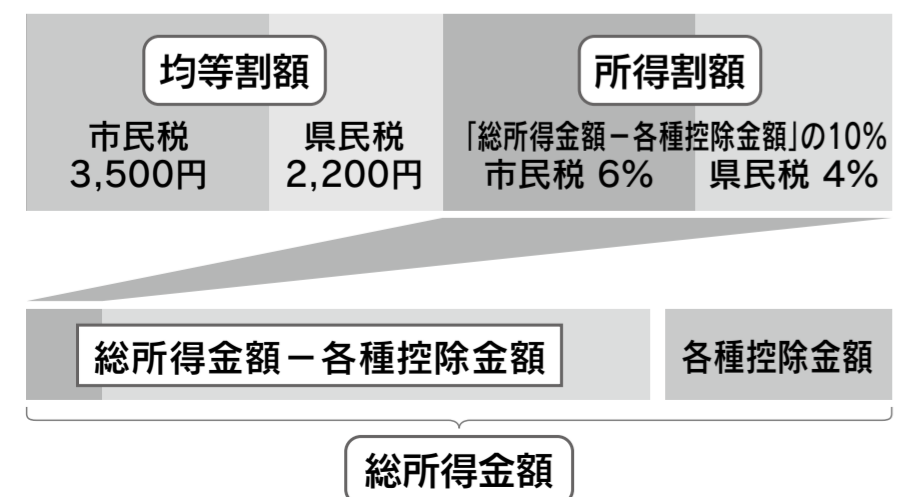 均等割額
市民税
3,500円
県民税
2,200円
所得割額
「総所得金額－各種控除金額」の10%
市民税 6%
県民税 4%
総所得金額－各種控除金額
各種控除金額
総所得金額